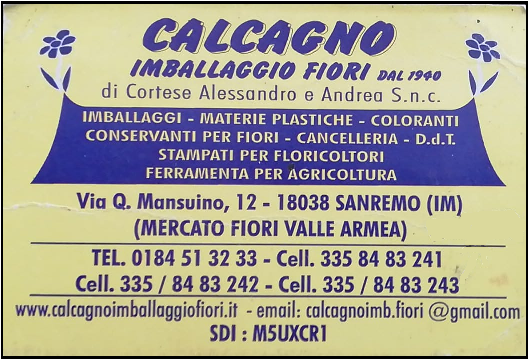 CALCAGNO
IMBALLAGGIO FIORI DAL 1940
di Cortese Alessandro e Andrea S.n.c.
IMBALLAGGI - MATERIE PLASTICHE - COLORANTI
CONSERVANTI PER FIORI - CANCELLERIA - D.d.T.
STAMPATI PER FLORICOLTORI
FERRAMENTA PER AGRICOLTURA
Via Q. Mansuino, 12 - 18038 SANREMO (IM)
(MERCATO FIORI VALLE ARMEA)
TEL. 0184 51 32 33 - Cell. 335 84 83 241
Cell. 335 / 84 83 242 - Cell. 335 / 84 83 243
www.calcagnoimballaggiofiori.it - email: calcagnoimb.fiori @gmail.com
SDI : M5UXCR1